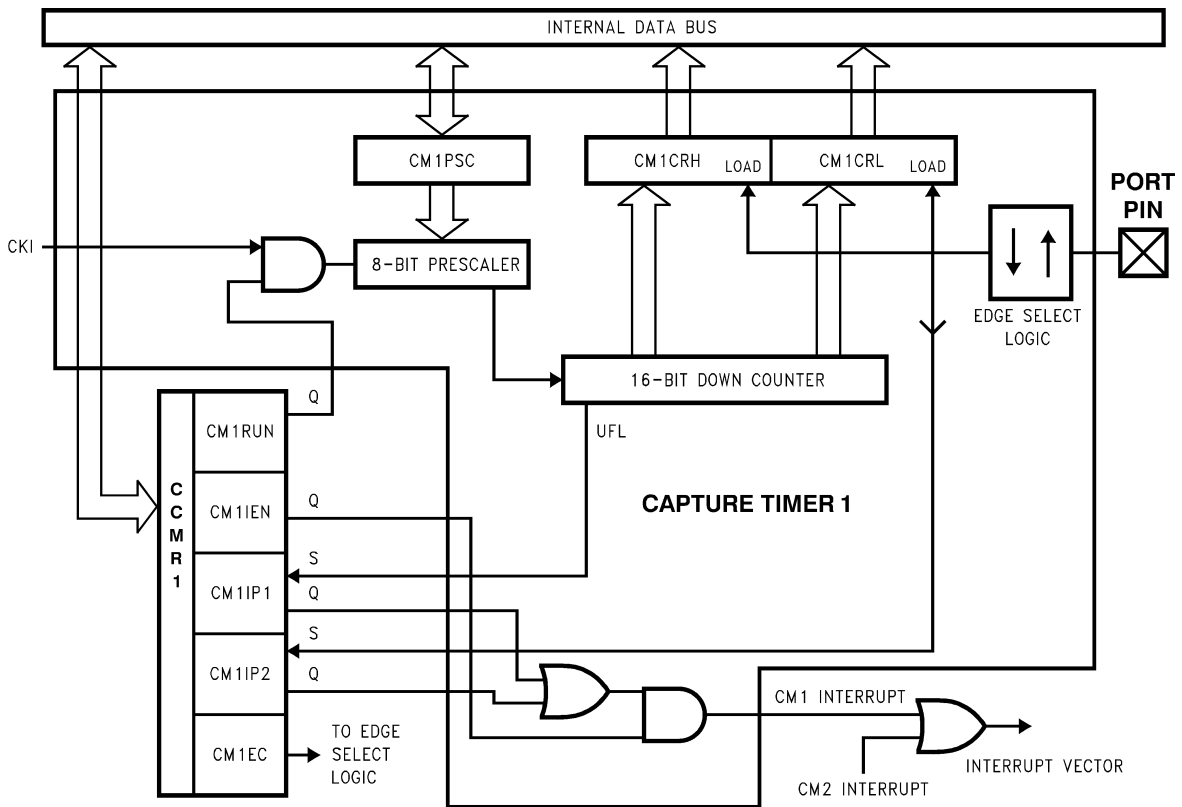 INTERNAL DATA BUS
CM1PSC
CM1CRH
LOAD
CM1CRL
LOAD
PORT
PIN
CKI
8-BIT PRESCALER
EDGE SELECT
LOGIC
16-BIT DOWN COUNTER
UFL
CAPTURE TIMER 1
CCMR1
CM1RUN
Q
CM1IEN
Q
S
CM1IP1
Q
S
CM1IP2
Q
CM1EC
TO EDGE
SELECT
LOGIC
CM1 INTERRUPT
CM2 INTERRUPT
INTERRUPT VECTOR